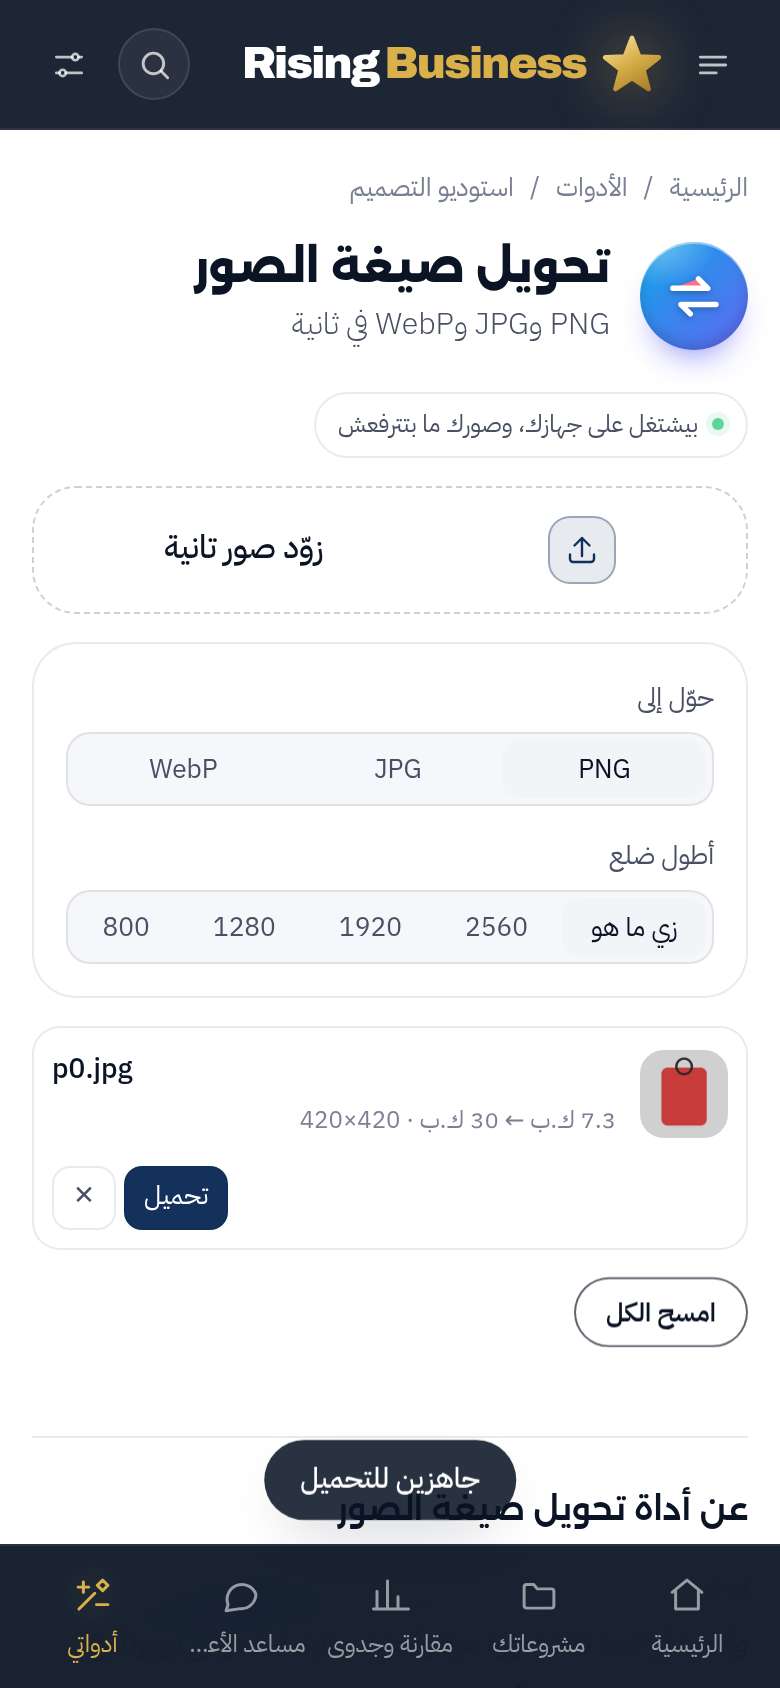 Rising Business
الرئيسية / الأدوات / استوديو التصميم
تحويل صيغة الصور
PNG وJPG وWebP في ثانية
بيشتغل على جهازك، وصورك ما بتترفعش
زوّد صور تانية
حوّل إلى
PNG JPG WebP
أطول ضلع
زي ما هو 2560 1920 1280 800
p0.jpg
7.3 ك.ب ← 30 ك.ب · 420×420
تحميل ✕
امسح الكل
جاهزين للتحميل
عن أداة تحويل صيغة الصور
الرئيسية مشروعاتك مقارنة وجدوى مساعد الأع... أدواتي